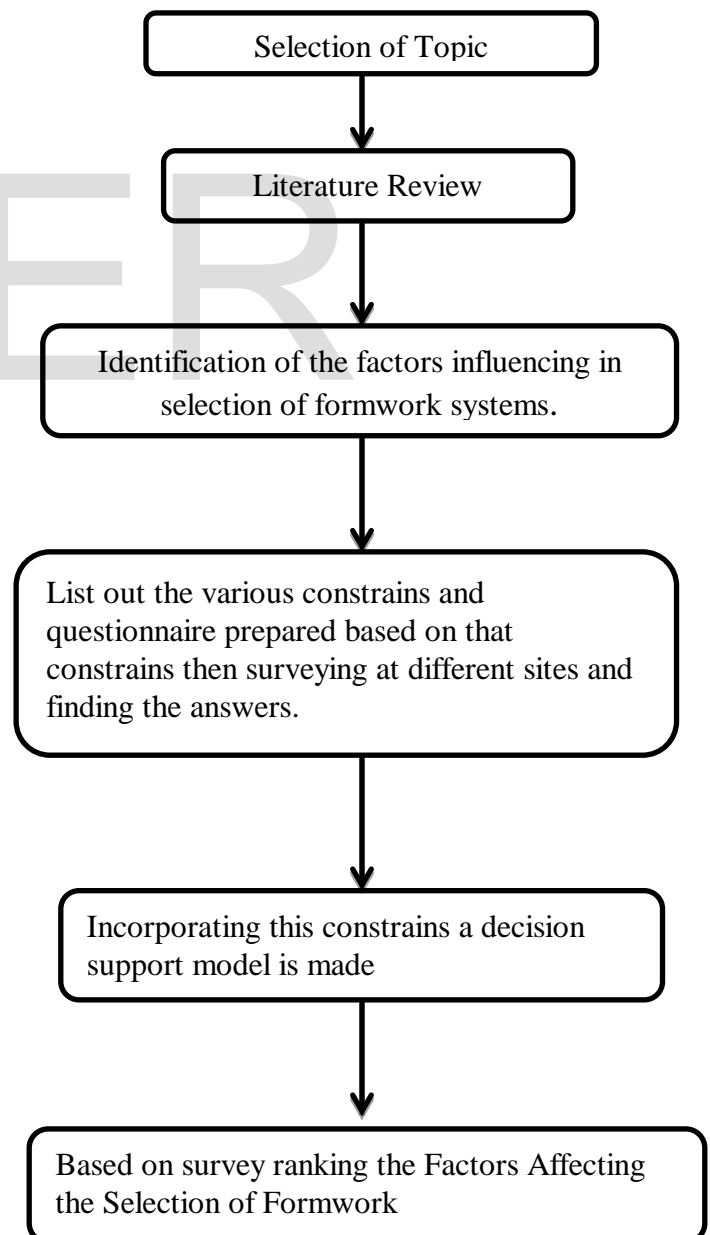 Selection of Topic
ER
Literature Review
Identification of the factors influencing in
selection of formwork systems.
List out the various constrains and
questionnaire prepared based on that
constrains then surveying at different sites and
finding the answers.
Incorporating this constrains a decision
support model is made
Based on survey ranking the Factors Affecting
the Selection of Formwork